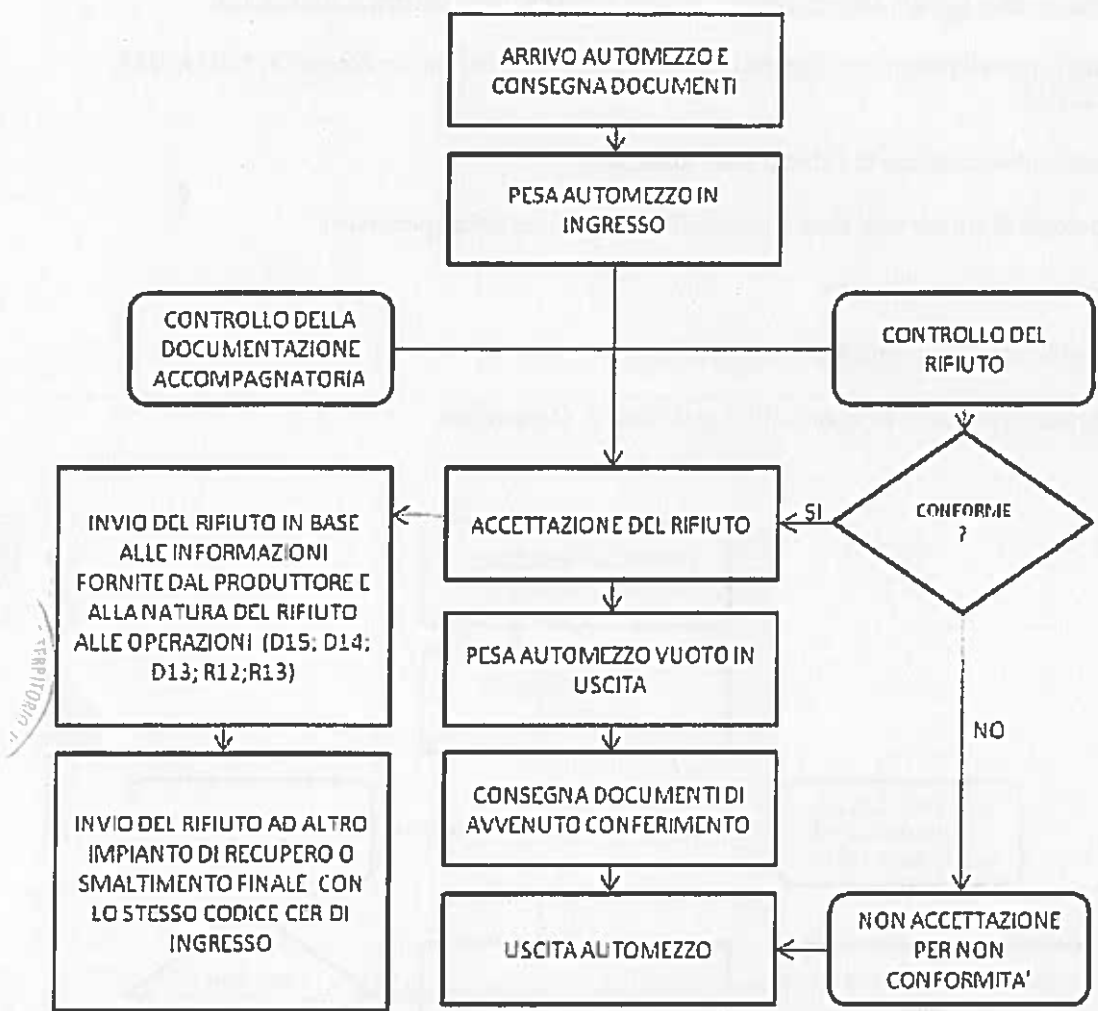 ARRIVO AUTOMEZZO E
CONSEGNA DOCUMENTI
PESA AUTOMEZZO IN
INGRESSO
CONTROLLO DELLA
DOCUMENTAZIONE
ACCOMPAGNATORIA
CONTROLLO DEL
RIFIUTO
CONFORME
?
SI
NO
ACCETTAZIONE DEL RIFIUTO
INVIO DEL RIFIUTO IN BASE
ALLE INFORMAZIONI
FORNITE DAL PRODUTTORE E
ALLA NATURA DEL RIFIUTO
ALLE OPERAZIONI (D15; D14;
D13; R12;R13)
PESA AUTOMEZZO VUOTO IN
USCITA
CONSEGNA DOCUMENTI DI
AVVENUTO CONFERIMENTO
INVIO DEL RIFIUTO AD ALTRO
IMPIANTO DI RECUPERO O
SMALTIMENTO FINALE CON
LO STESSO CODICE CER DI
INGRESSO
USCITA AUTOMEZZO
NON ACCETTAZIONE
PER NON
CONFORMITA'
TERRITORIO